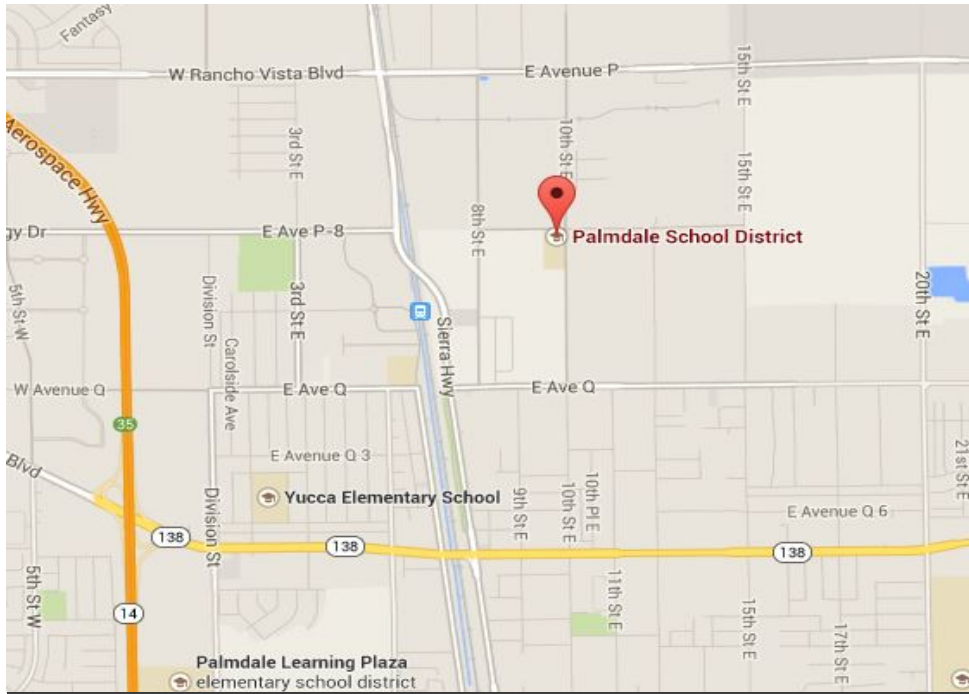 Fantasy
W Rancho Vista Blvd
E Avenue P
15th St E
3rd St E
10th St E
15th St E
Aerospace Hwy
8th St E
gy Dr
E Ave P-8
Palmdale School District
5th St W
Division St
3rd St E
20th St E
Carolside Ave
Sierra Hwy
W Avenue Q
E Ave Q
E Ave Q
35
E Avenue Q 3
21st St E
Blvd
Yucca Elementary School
9th St E
10th St E
10th Pl E
E Avenue Q 6
Division St
138
138
138
5th St W
11th St E
15th St E
17th St E
14
Palmdale Learning Plaza
elementary school district